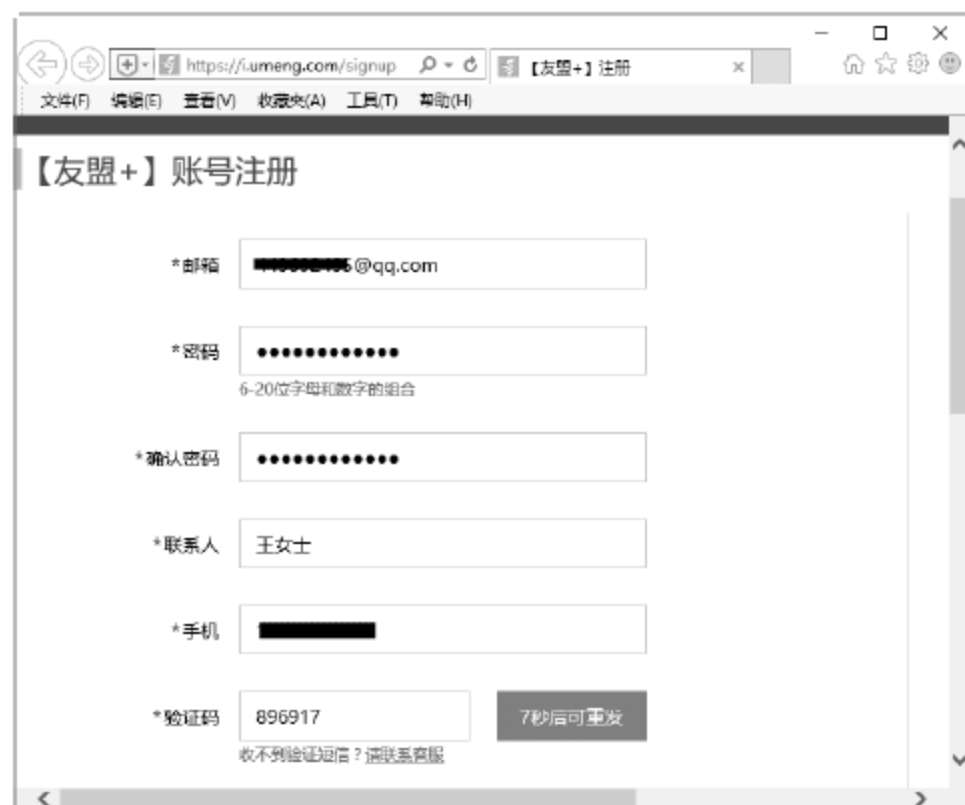 https://i.umeng.com/signup
【友盟+】注册
文件(F) 编辑(E) 查看(V) 收藏夹(A) 工具(T) 帮助(H)
【友盟+】账号注册
*邮箱
@qq.com
*密码 ●●●●●●●●●●●●
6-20位字母和数字的组合
*确认密码 ●●●●●●●●●●●●
*联系人 王女士
*手机
*验证码 896917 7秒后可重发
收不到验证短信？请联系客服